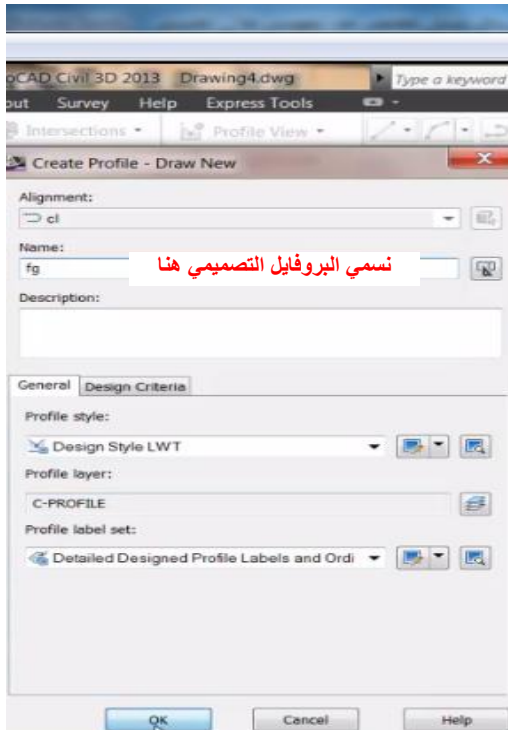 oCAD Civil 3D 2013 Drawing4.dwg Type a keyword
out Survey Help Express Tools
Intersections Profile View
Create Profile - Draw New
Alignment:
cl
Name:
fg نسمي البروفايل التصميمي هنا
Description:
General Design Criteria
Profile style:
Design Style LWT
Profile layer:
C-PROFILE
Profile label set:
Detailed Designed Profile Labels and Ordi
OK Cancel Help